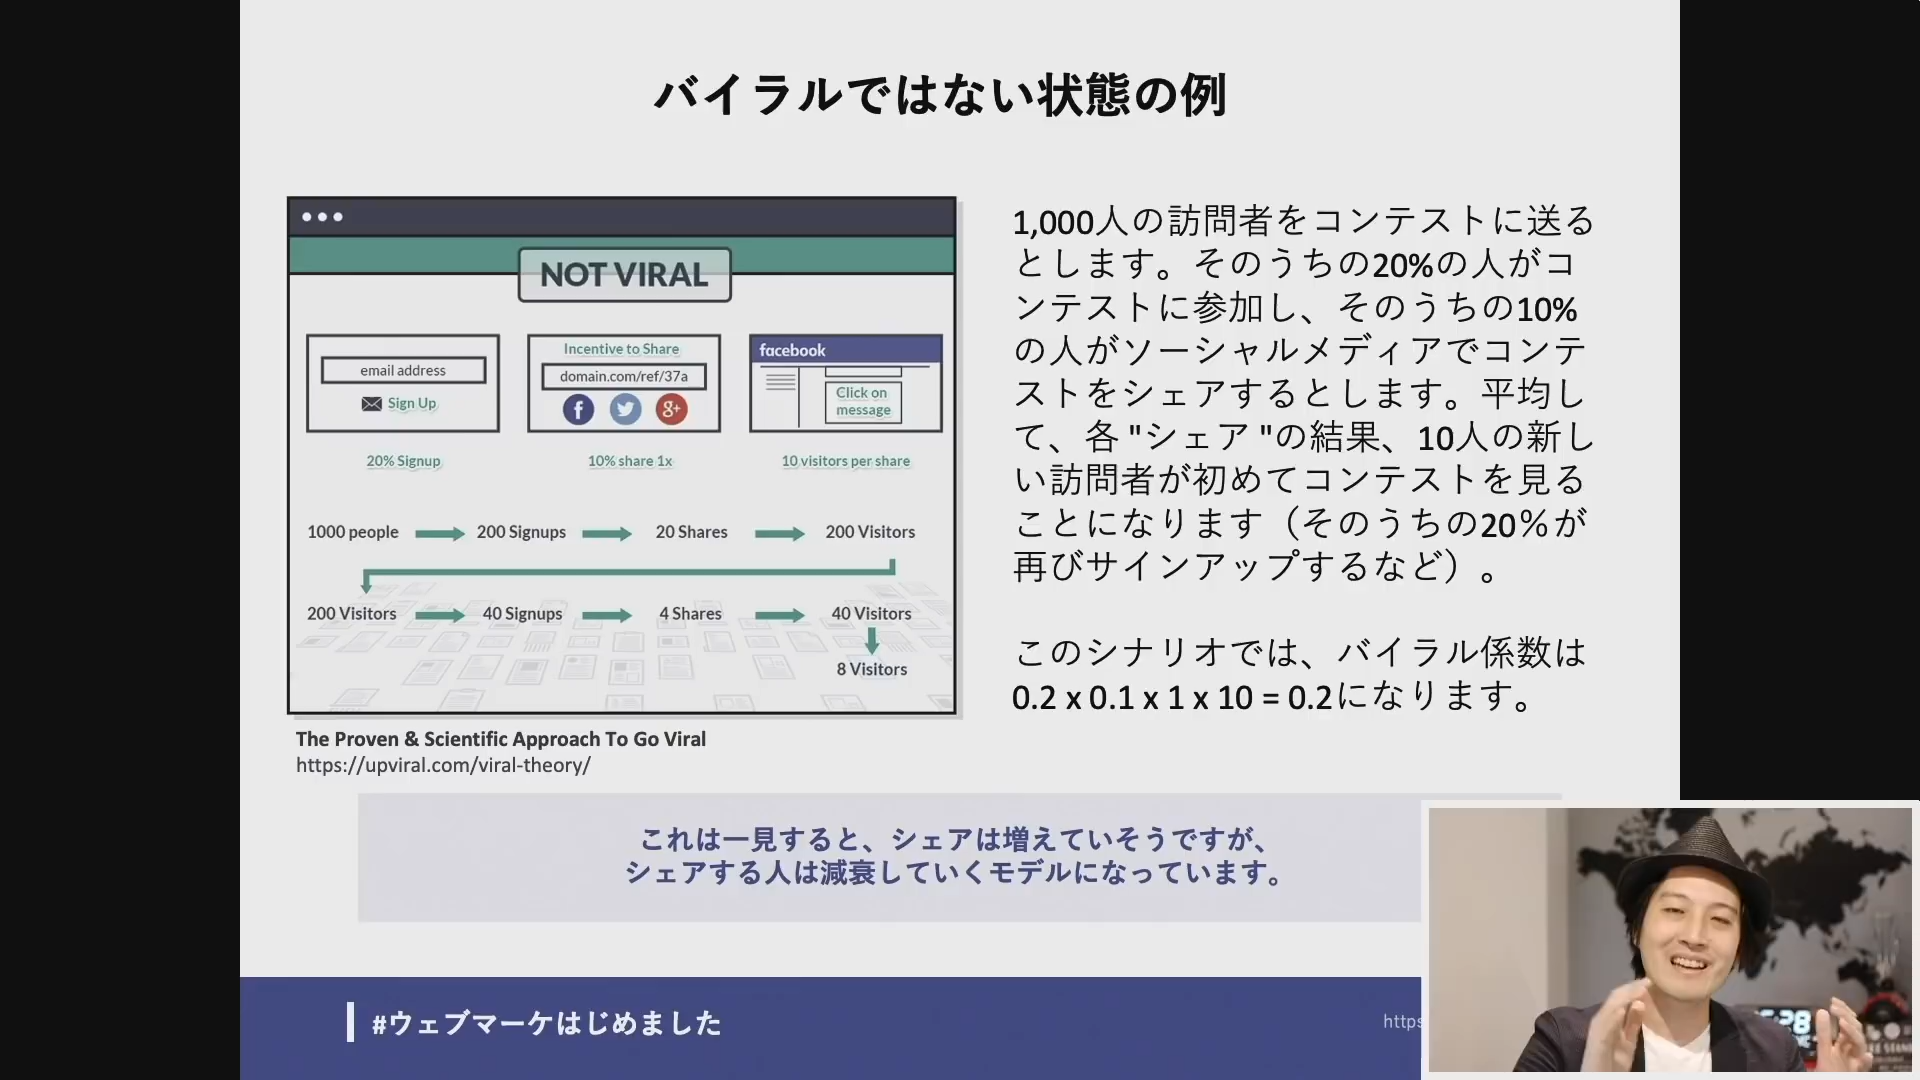 バイラルではない状態の例
NOT VIRAL
email address
Sign Up
20% Signup
Incentive to Share
domain.com/ref/37a
f
8+
10% share 1x
facebook
Click on
message
10 visitors per share
1000 people
200 Signups
20 Shares
200 Visitors
200 Visitors
40 Signups
4 Shares
40 Visitors
8 Visitors
The Proven & Scientific Approach To Go Viral
https://upviral.com/viral-theory/
1,000人の訪問者をコンテストに送る
とします。そのうちの20%の人がコ
ンテストに参加し、そのうちの10%
の人がソーシャルメディアでコンテ
ストをシェアするとします。平均し
て、各 "シェア "の結果、10人の新し
い訪問者が初めてコンテストを見る
ことになります（そのうちの20％が
再びサインアップするなど）。
このシナリオでは、バイラル係数は
0.2 x 0.1 x 1 x 10 = 0.2になります。
これは一見すると、シェアは増えていそうですが、
シェアする人は減衰していくモデルになっています。
#ウェブマーケはじめました
https